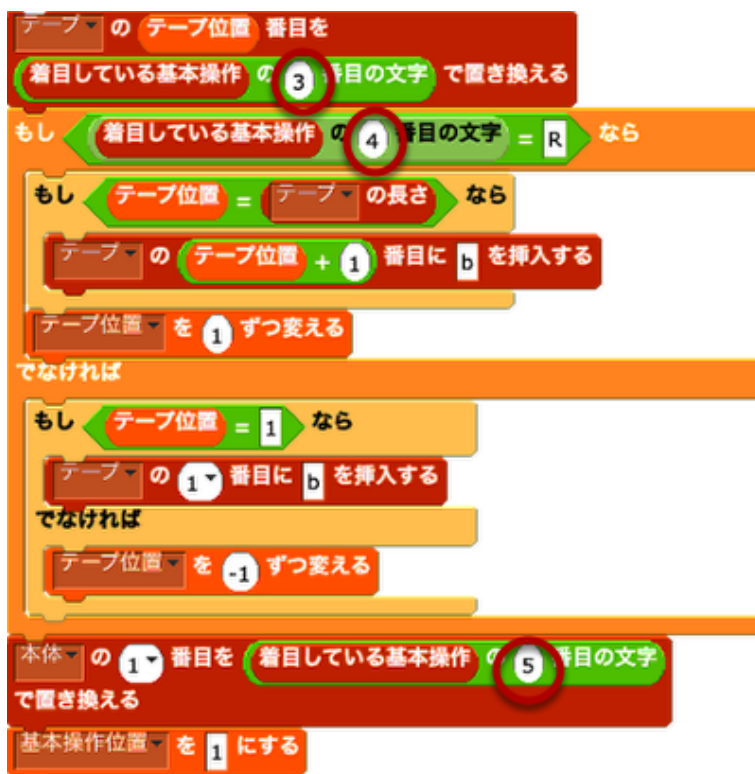 テープ の テープ位置 番目を
着目している基本操作 の 3 番目の文字 で置き換える
もし 着目している基本操作 の 4 番目の文字 = R なら
もし テープ位置 = テープ の長さ なら
テープ の テープ位置 + 1 番目に b を挿入する
テープ位置 を 1 ずつ変える
でなければ
もし テープ位置 = 1 なら
テープ の 1 番目に b を挿入する
でなければ
テープ位置 を -1 ずつ変える
本体 の 1 番目を 着目している基本操作 の 5 番目の文字
で置き換える
基本操作位置 を 1 にする